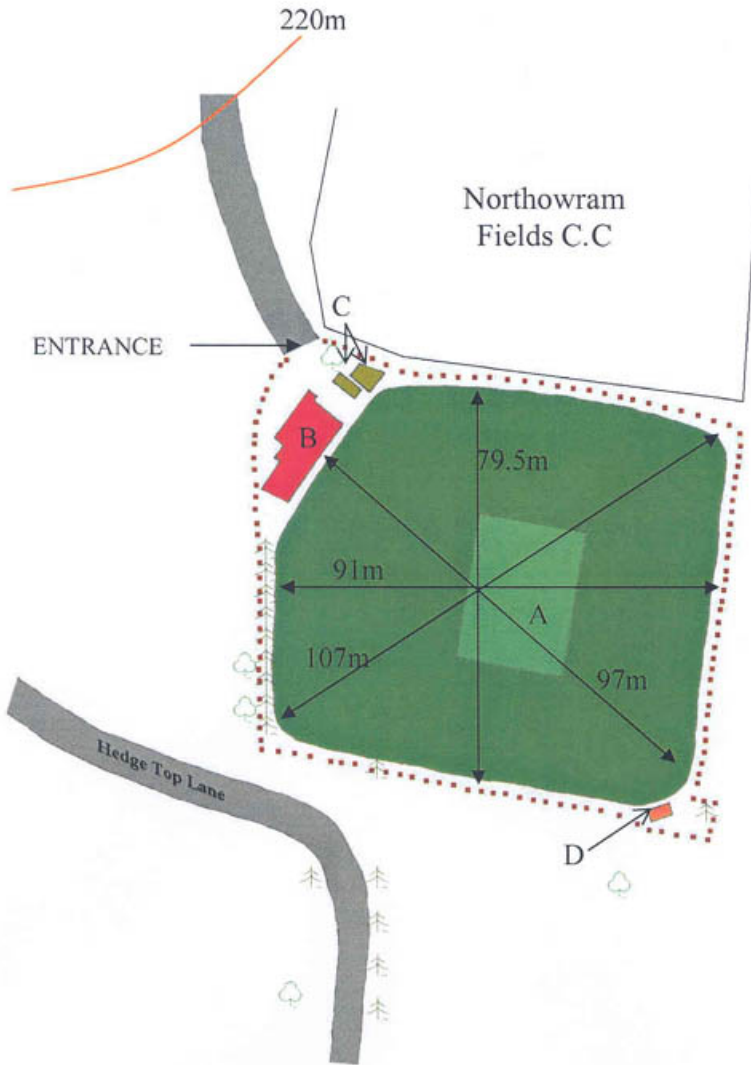 220m
Northowram
Fields C.C
C
ENTRANCE
B
79.5m
91m
A
107m
97m
Hedge Top Lane
D